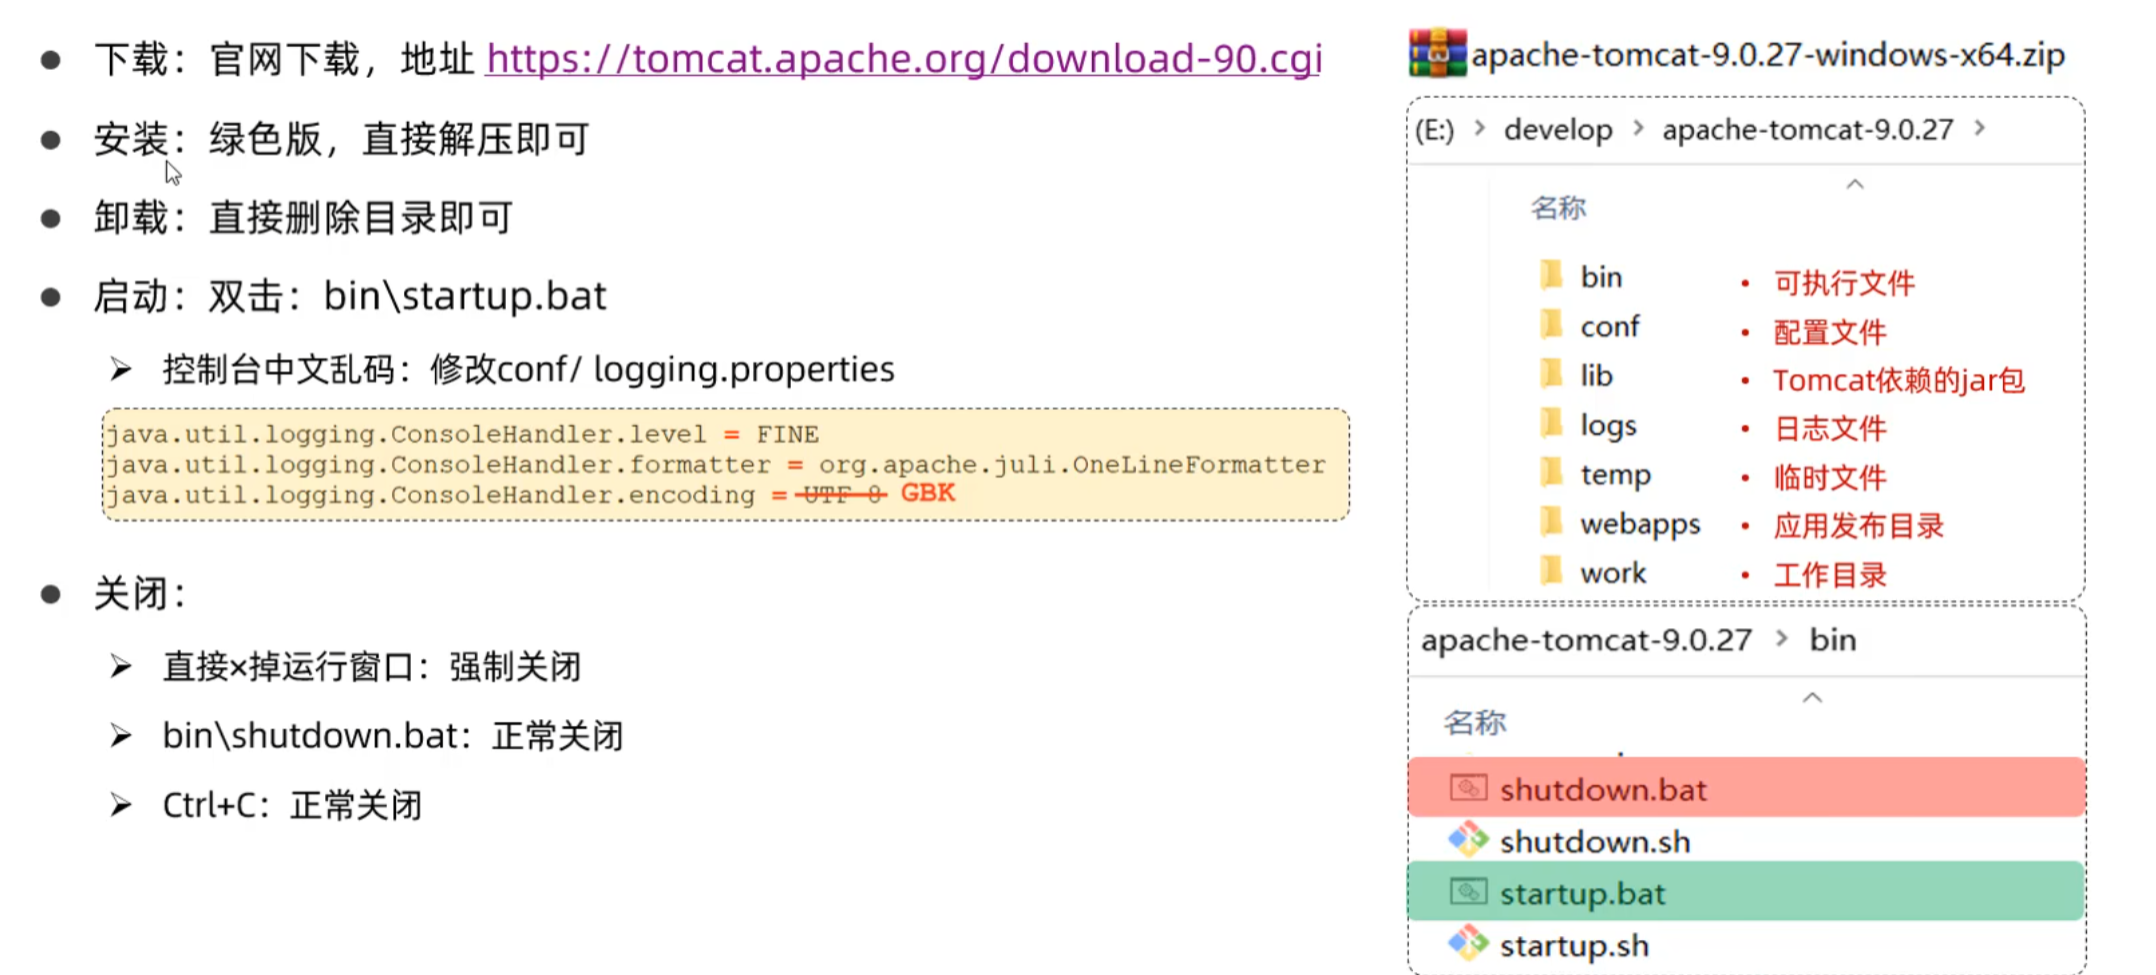 下载：官网下载，地址 https://tomcat.apache.org/download-90.cgi
安装：绿色版，直接解压即可
卸载：直接删除目录即可
启动：双击：bin\startup.bat
控制台中文乱码：修改conf/ logging.properties
java.util.logging.ConsoleHandler.level = FINE
java.util.logging.ConsoleHandler.formatter = org.apache.juli.OneLineFormatter
java.util.logging.ConsoleHandler.encoding = UTF-8 GBK
关闭：
直接×掉运行窗口：强制关闭
bin\shutdown.bat：正常关闭
Ctrl+C：正常关闭
apache-tomcat-9.0.27-windows-x64.zip
(E:) > develop > apache-tomcat-9.0.27 >
名称
bin • 可执行文件
conf • 配置文件
lib • Tomcat依赖的jar包
logs • 日志文件
temp • 临时文件
webapps • 应用发布目录
work • 工作目录
apache-tomcat-9.0.27 > bin
名称
shutdown.bat
shutdown.sh
startup.bat
startup.sh